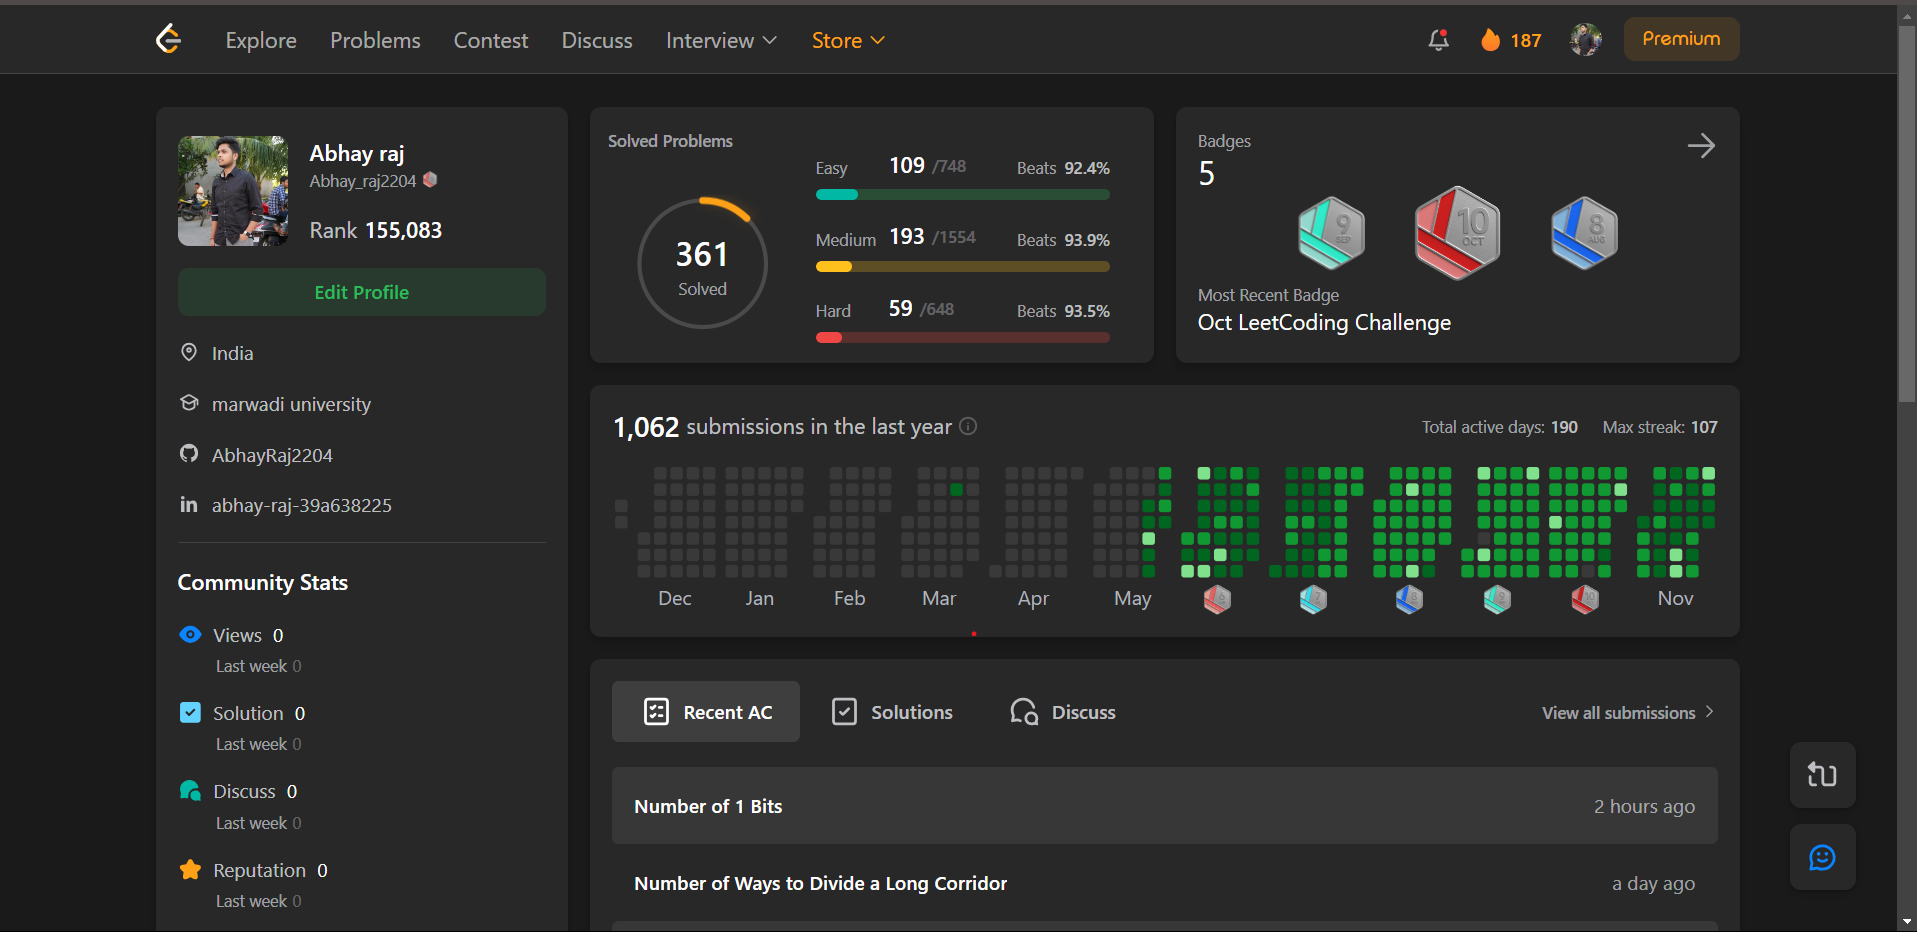 Explore Problems Contest Discuss Interview Store 187 Premium
Abhay raj
Abhay_raj2204
Rank 155,083
Edit Profile
India
marwadi university
AbhayRaj2204
abhay-raj-39a638225
Community Stats
Views 0
Last week 0
Solution 0
Last week 0
Discuss 0
Last week 0
Reputation 0
Last week 0
Solved Problems
361
Solved
Easy 109 /748 Beats 92.4%
Medium 193 /1554 Beats 93.9%
Hard 59 /648 Beats 93.5%
Badges
5
9 SEP
10 OCT
8 AUG
Most Recent Badge
Oct LeetCoding Challenge
1,062 submissions in the last year Total active days: 190 Max streak: 107
Dec Jan Feb Mar Apr May Nov
Recent AC Solutions Discuss View all submissions
Number of 1 Bits 2 hours ago
Number of Ways to Divide a Long Corridor a day ago